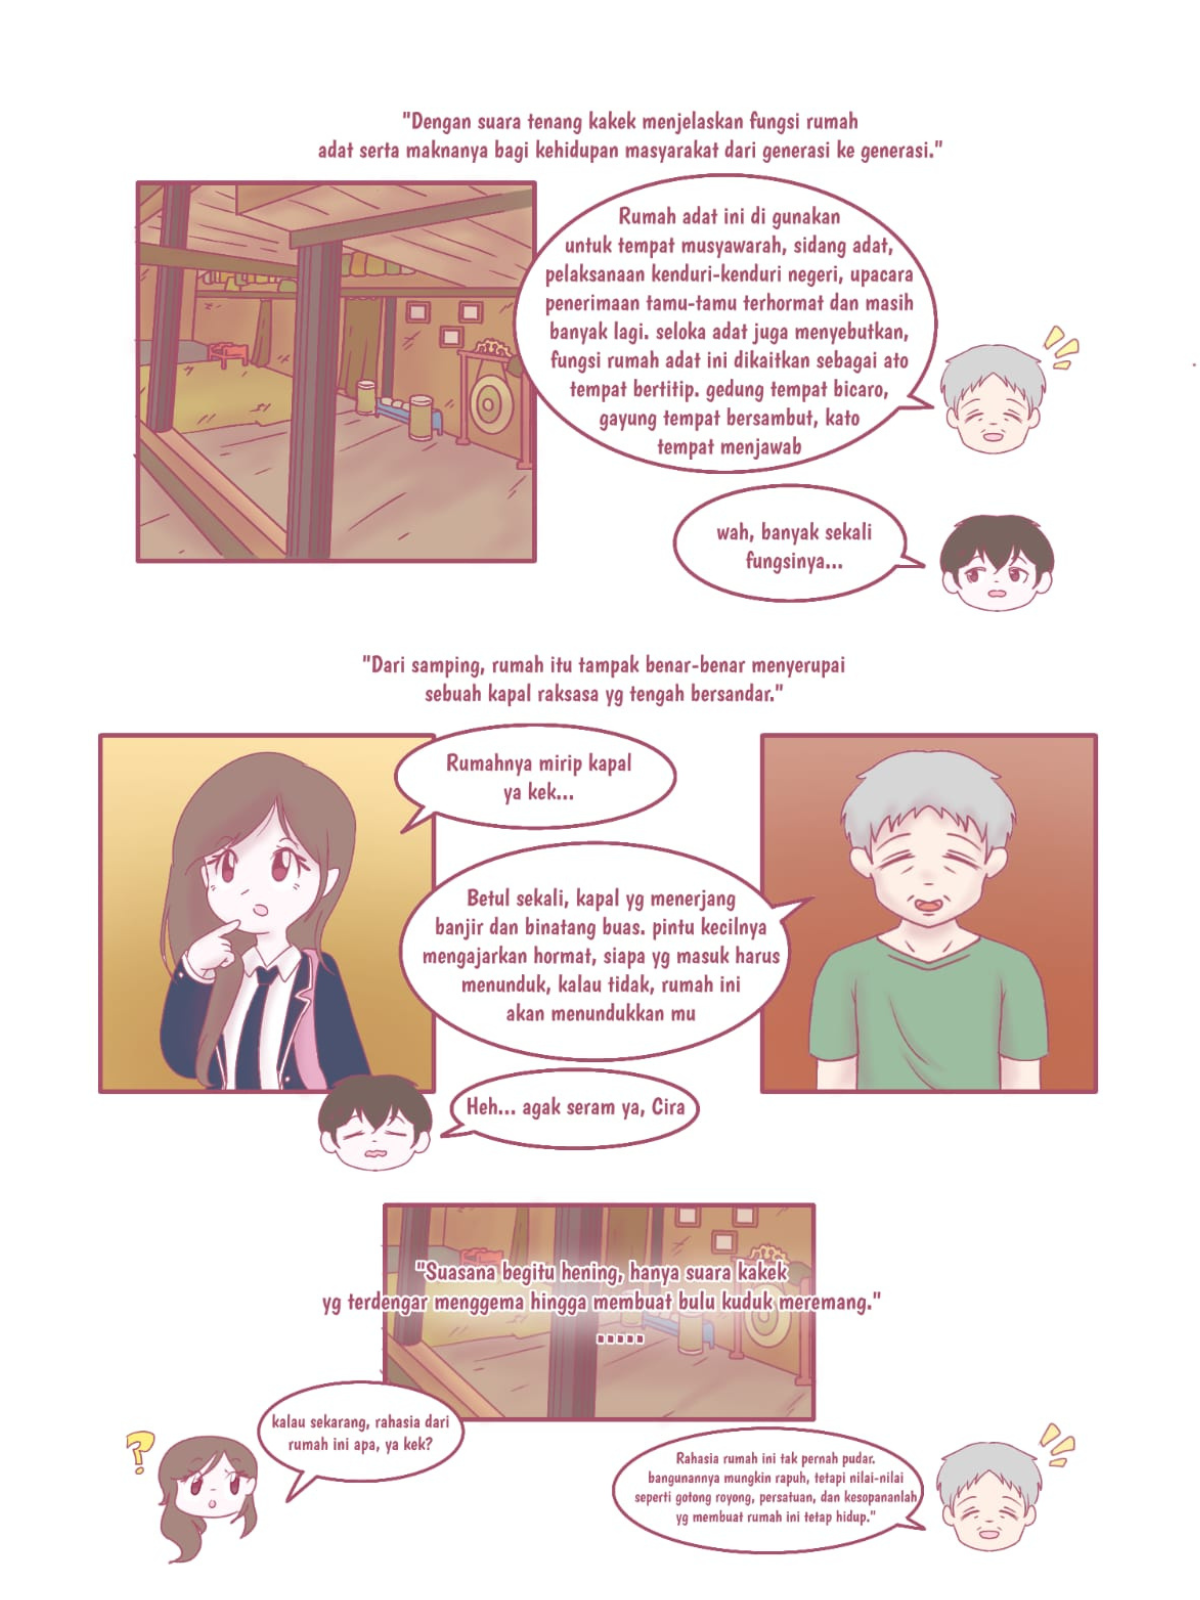 "Dengan suara tenang kakek menjelaskan fungsi rumah
adat serta maknanya bagi kehidupan masyarakat dari generasi ke generasi."
Rumah adat ini di gunakan
untuk tempat musyawarah, sidang adat,
pelaksanaan kenduri-kenduri negeri, upacara
penerimaan tamu-tamu terhormat dan masih
banyak lagi. seloka adat juga menyebutkan,
fungsi rumah adat ini dikaitkan sebagai ato
tempat bertitip. gedung tempat bicaro,
gayung tempat bersambut, kato
tempat menjawab
wah, banyak sekali
fungsinya...
"Dari samping, rumah itu tampak benar-benar menyerupai
sebuah kapal raksasa yg tengah bersandar."
Rumahnya mirip kapal
ya kek...
Betul sekali, kapal yg menerjang
banjir dan binatang buas. pintu kecilnya
mengajarkan hormat, siapa yg masuk harus
menunduk, kalau tidak, rumah ini
akan menundukkan mu
Heh... agak seram ya, Cira
"Suasana begitu hening, hanya suara kakek
yg terdengar menggema hingga membuat bulu kuduk meremang."
.....
kalau sekarang, rahasia dari
rumah ini apa, ya kek?
?
Rahasia rumah ini tak pernah pudar.
bangunannya mungkin rapuh, tetapi nilai-nilai
seperti gotong royong, persatuan, dan kesopananlah
yg membuat rumah ini tetap hidup."